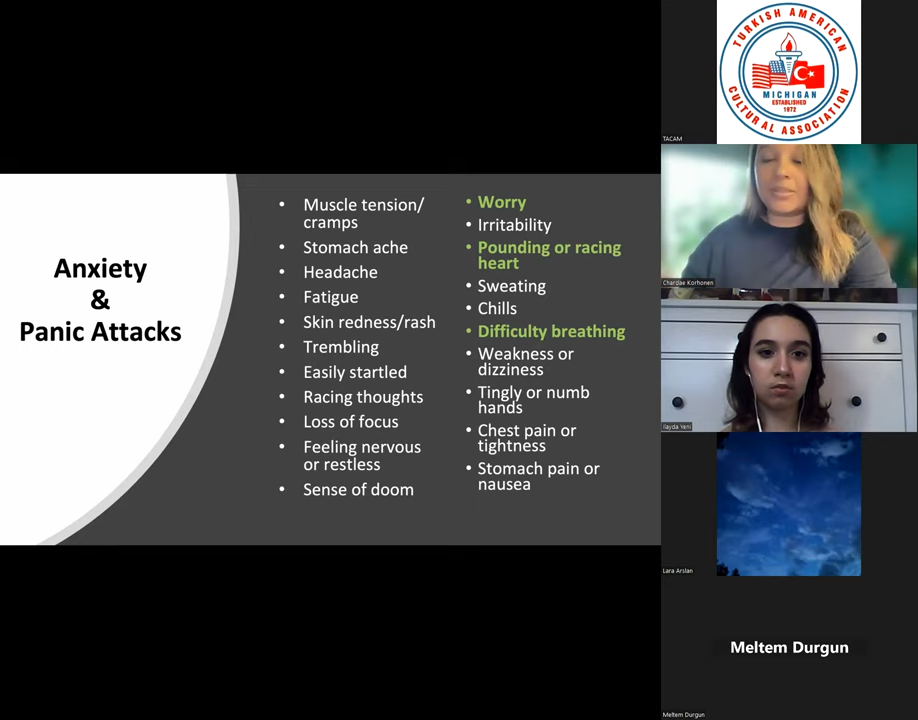 Anxiety
&
Panic Attacks
• Muscle tension/
cramps
• Stomach ache
• Headache
• Fatigue
• Skin redness/rash
• Trembling
• Easily startled
• Racing thoughts
• Loss of focus
• Feeling nervous
or restless
• Sense of doom
• Worry
• Irritability
• Pounding or racing
heart
• Sweating
• Chills
• Difficulty breathing
• Weakness or
dizziness
• Tingly or numb
hands
• Chest pain or
tightness
• Stomach pain or
nausea
TURKISH AMERICAN
MICHIGAN
ESTABLISHED
1972
CULTURAL ASSOCIATION
TACAM
Chardae Korhonen
Ilayda Yeni
Lara Arslan
Meltem Durgun
Meltem Durgun